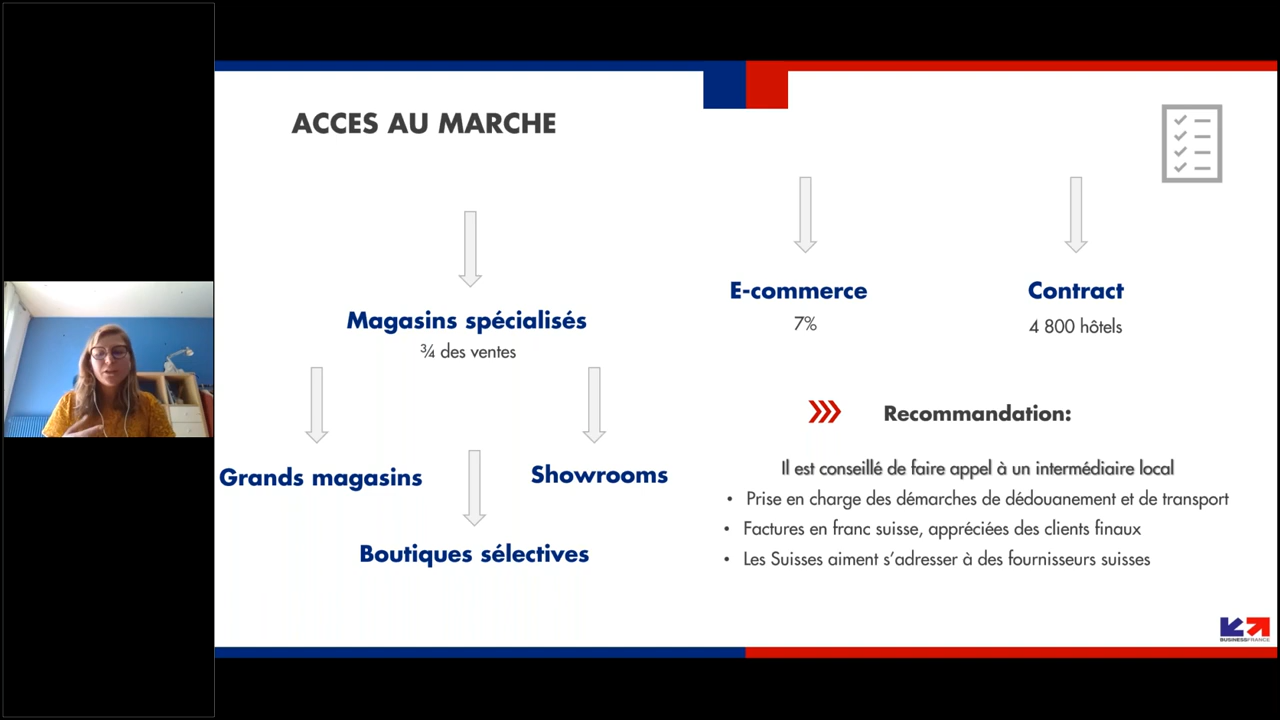 ACCES AU MARCHE
Magasins spécialisés
¾ des ventes
Grands magasins
Showrooms
Boutiques sélectives
E-commerce
7%
Contract
4 800 hôtels
Recommandation:
Il est conseillé de faire appel à un intermédiaire local
• Prise en charge des démarches de dédouanement et de transport
• Factures en franc suisse, appréciées des clients finaux
• Les Suisses aiment s’adresser à des fournisseurs suisses
BUSINESSFRANCE